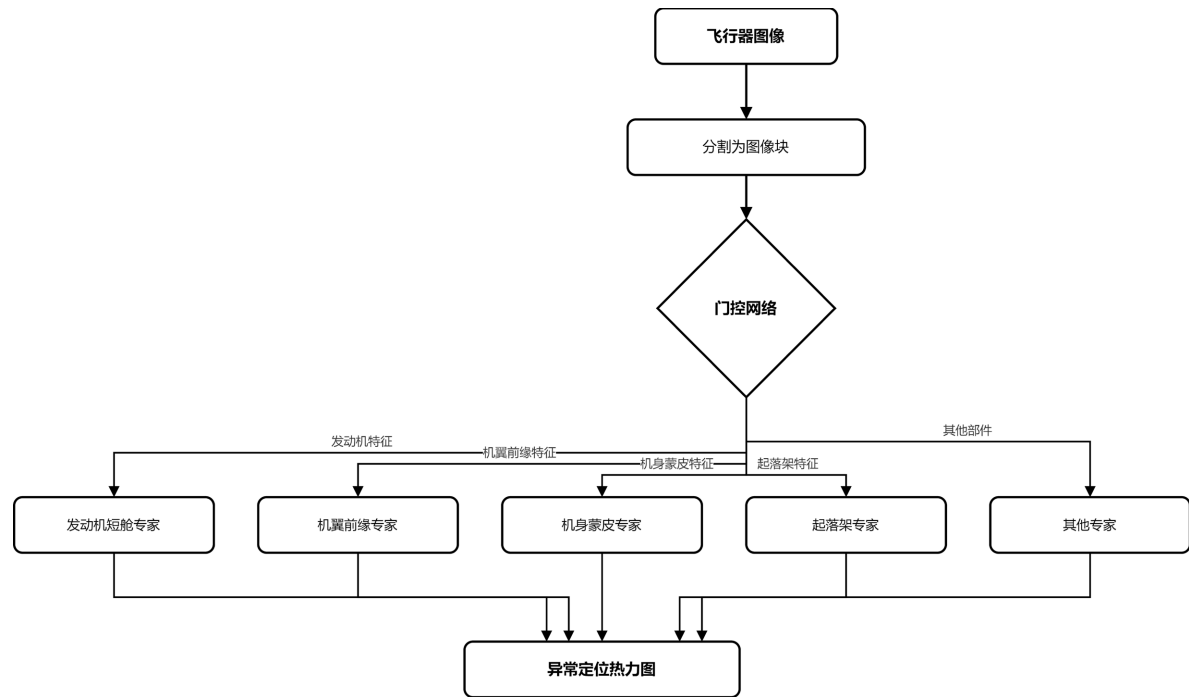 飞行器图像
分割为图像块
门控网络
其他部件
发动机特征
机翼前缘特征
机身蒙皮特征
起落架特征
发动机短舱专家
机翼前缘专家
机身蒙皮专家
起落架专家
其他专家
异常定位热力图